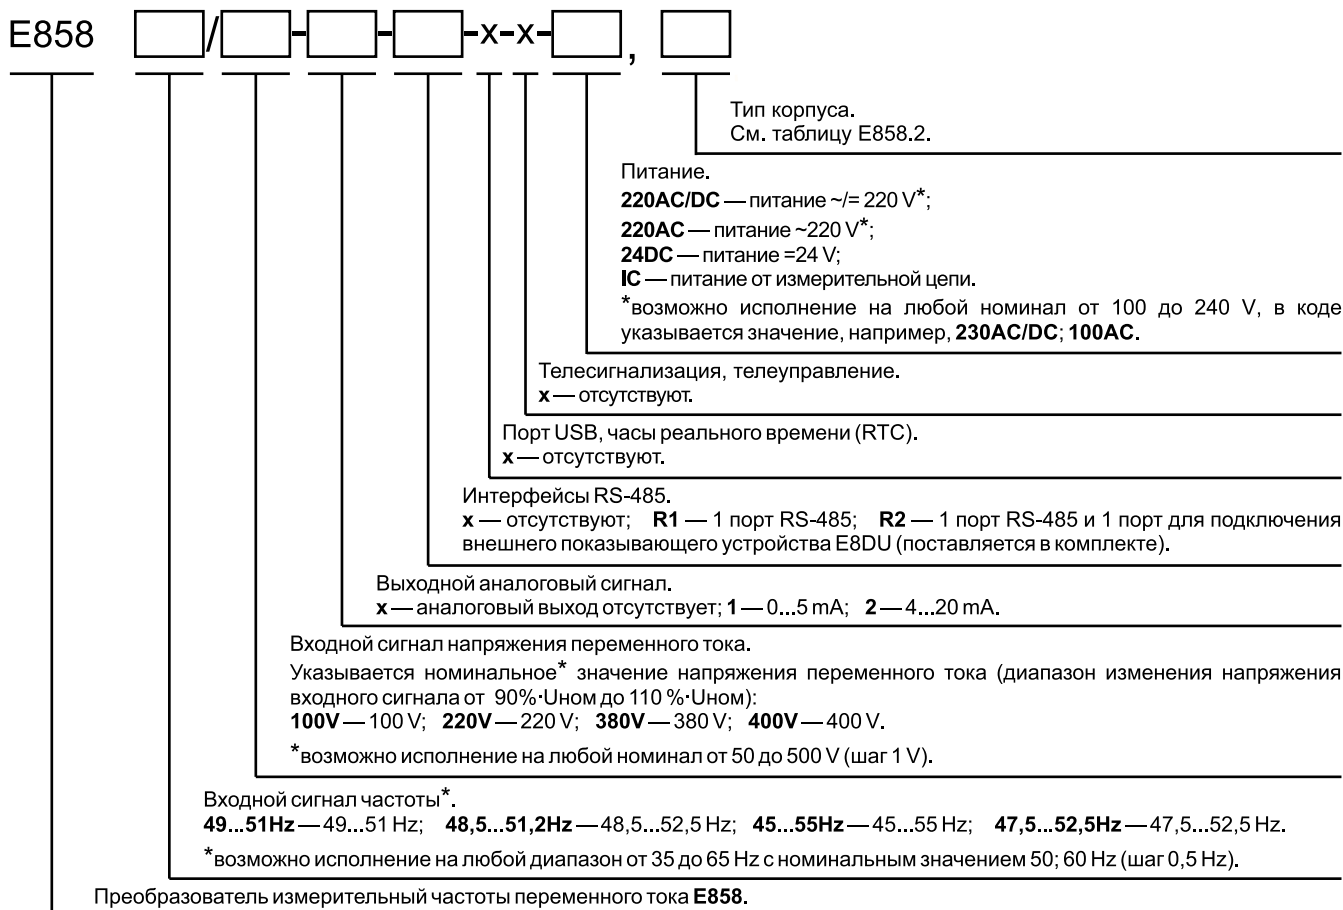 E858 / - - -x-x- ,
Тип корпуса.
См. таблицу E858.2.
Питание.
220AC/DC — питание ~/= 220 V*;
220AC — питание ~220 V*;
24DC — питание =24 V;
IC — питание от измерительной цепи.
*возможно исполнение на любой номинал от 100 до 240 V, в коде
указывается значение, например, 230AC/DC; 100AC.
Телесигнализация, телеуправление.
x — отсутствуют.
Порт USB, часы реального времени (RTC).
x — отсутствуют.
Интерфейсы RS-485.
x — отсутствуют; R1 — 1 порт RS-485; R2 — 1 порт RS-485 и 1 порт для подключения
внешнего показывающего устройства E8DU (поставляется в комплекте).
Выходной аналоговый сигнал.
x — аналоговый выход отсутствует; 1 — 0...5 mA; 2 — 4...20 mA.
Входной сигнал напряжения переменного тока.
Указывается номинальное* значение напряжения переменного тока (диапазон изменения напряжения
входного сигнала от 90%·Uном до 110 %·Uном):
100V — 100 V; 220V — 220 V; 380V — 380 V; 400V — 400 V.
*возможно исполнение на любой номинал от 50 до 500 V (шаг 1 V).
Входной сигнал частоты*.
49...51Hz — 49...51 Hz; 48,5...51,2Hz — 48,5...52,5 Hz; 45...55Hz — 45...55 Hz; 47,5...52,5Hz — 47,5...52,5 Hz.
*возможно исполнение на любой диапазон от 35 до 65 Hz с номинальным значением 50; 60 Hz (шаг 0,5 Hz).
Преобразователь измерительный частоты переменного тока E858.